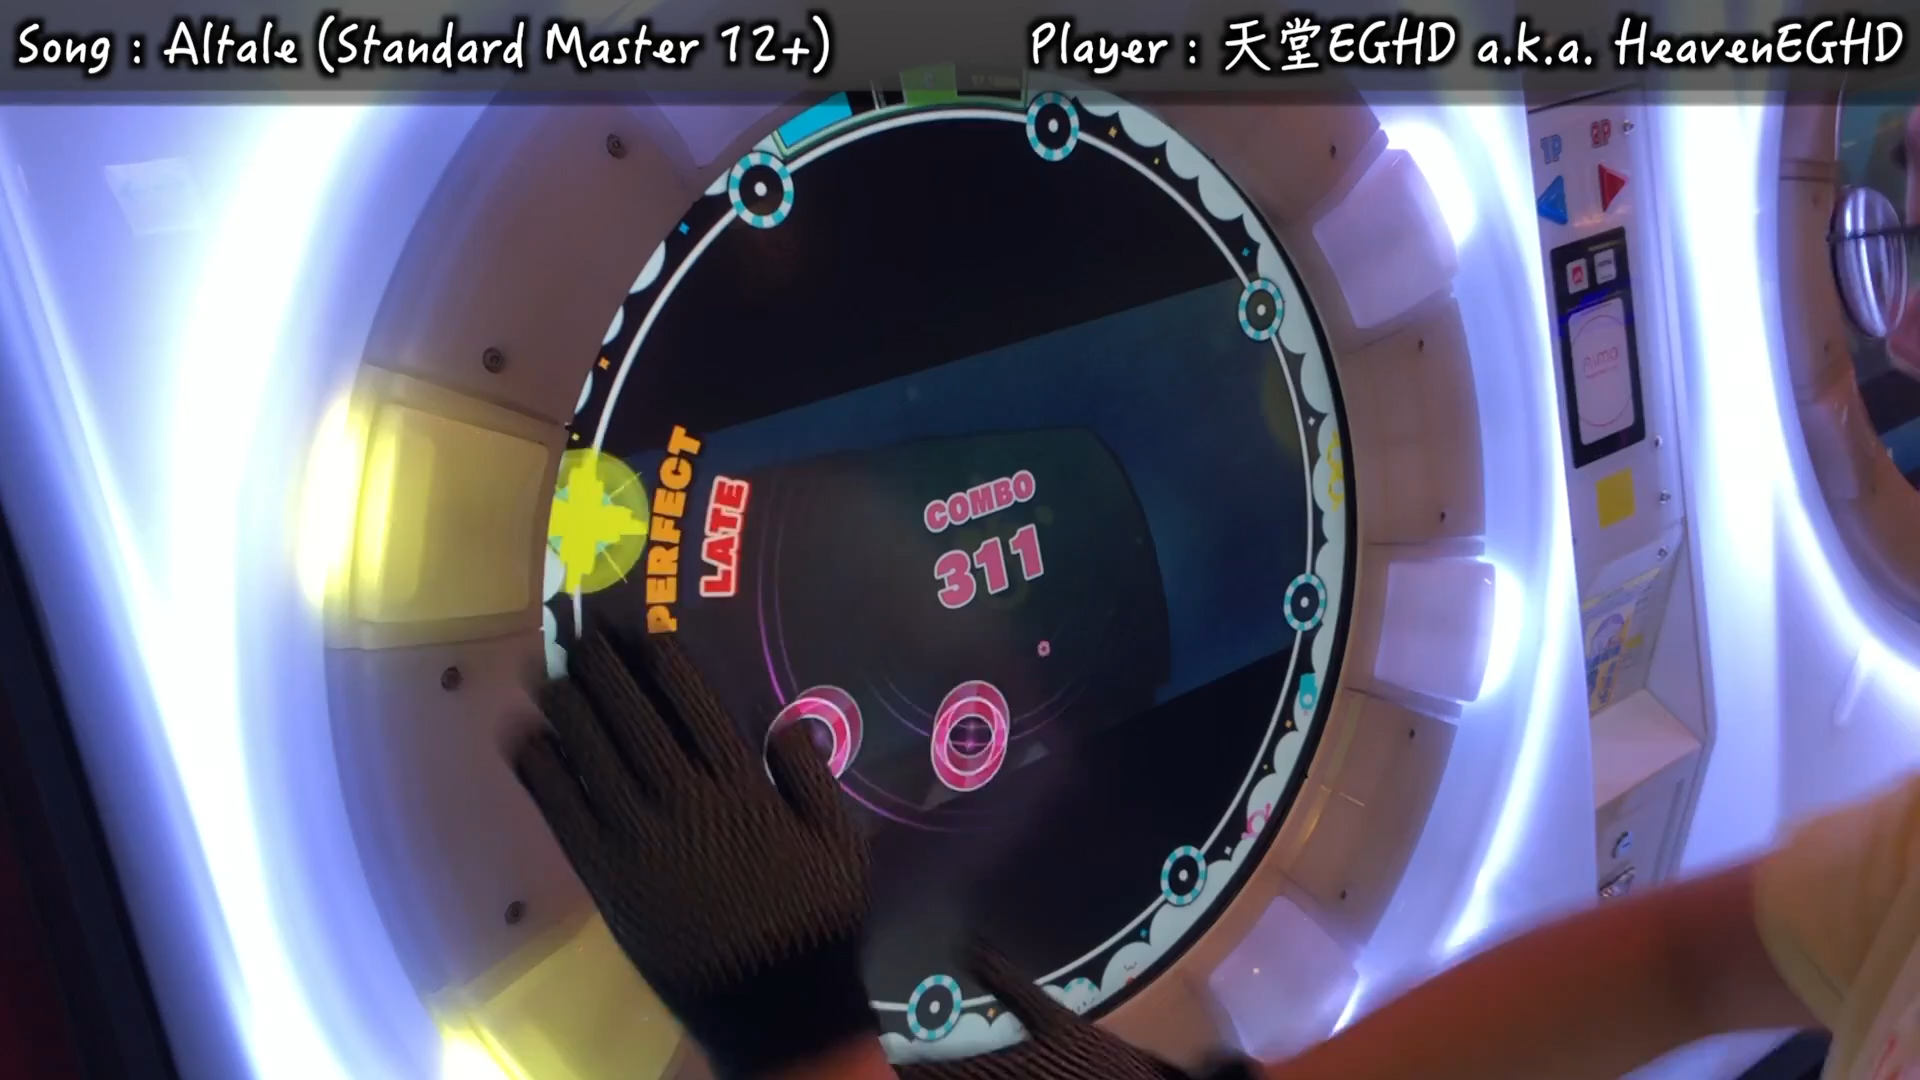 Song : Altale (Standard Master 12+)
Player : 天堂EGHD a.k.a. HeavenEGHD
1P
2P
PERFECT
LATE
COMBO
311